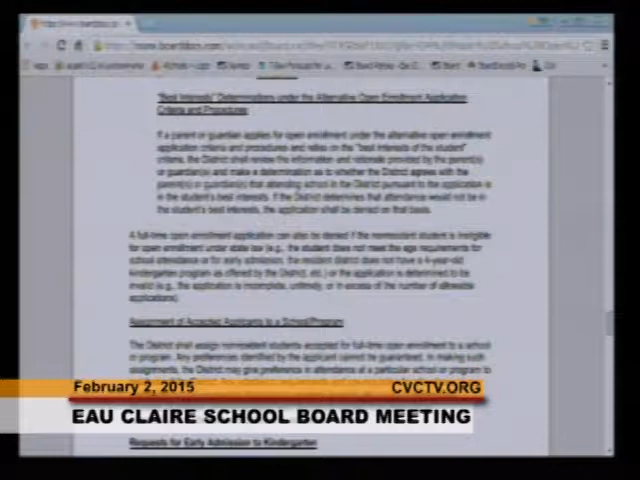 "Best Interests" Determinations under the Alternative Open Enrollment Application
Criteria and Procedures
If a parent or guardian applies for open enrollment under the alternative open enrollment
application criteria and procedures and relies on the "best interests of the student"
criteria, the District shall review the information and rationale provided by the parent(s)
or guardian(s) and make a determination as to whether the District agrees with the
parent(s) or guardian(s) that attending school in the District pursuant to the application is
in the student's best interests. If the District determines that attendance would not be in
the student's best interests, the application shall be denied on that basis.
A full-time open enrollment application can also be denied if the nonresident student is ineligible
for open enrollment under state law (e.g., the student does not meet the age requirements for
school attendance or for early admission, the resident district does not have a 4-year-old
kindergarten program as offered by the District, etc.) or the application is determined to be
invalid (e.g., the application is incomplete, untimely, or in excess of the number of allowable
applications).
Assignment of Accepted Applicants to a School/Program
The District shall assign nonresident students accepted for full-time open enrollment to a school
or program. Any preferences identified by the applicant cannot be guaranteed. In making such
assignments, the District may give preference in attendance at a particular school or program to
February 2, 2015 CVCTV.ORG
EAU CLAIRE SCHOOL BOARD MEETING
Requests for Early Admission to Kindergarten